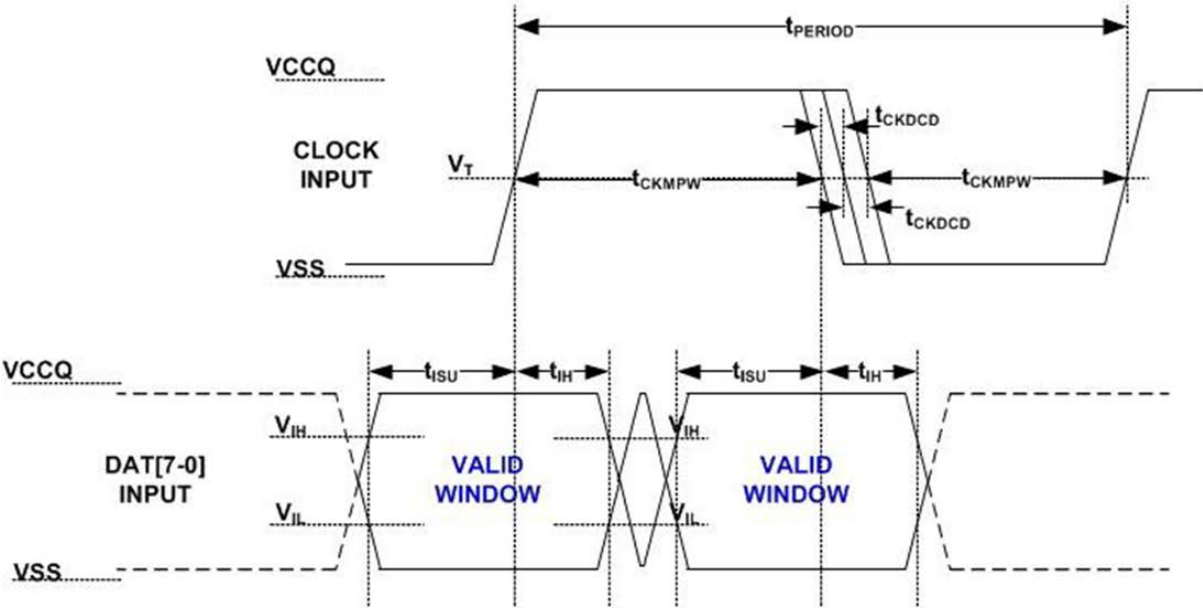 tPERIOD
VCCQ
tCKDCD
CLOCK
INPUT
VT
tCKMPW
tCKMPW
tCKDCD
VSS
VCCQ
tISU
tIH
tISU
tIH
VIH
VIH
DAT[7-0]
INPUT
VALID
WINDOW
VALID
WINDOW
VIL
VIL
VSS